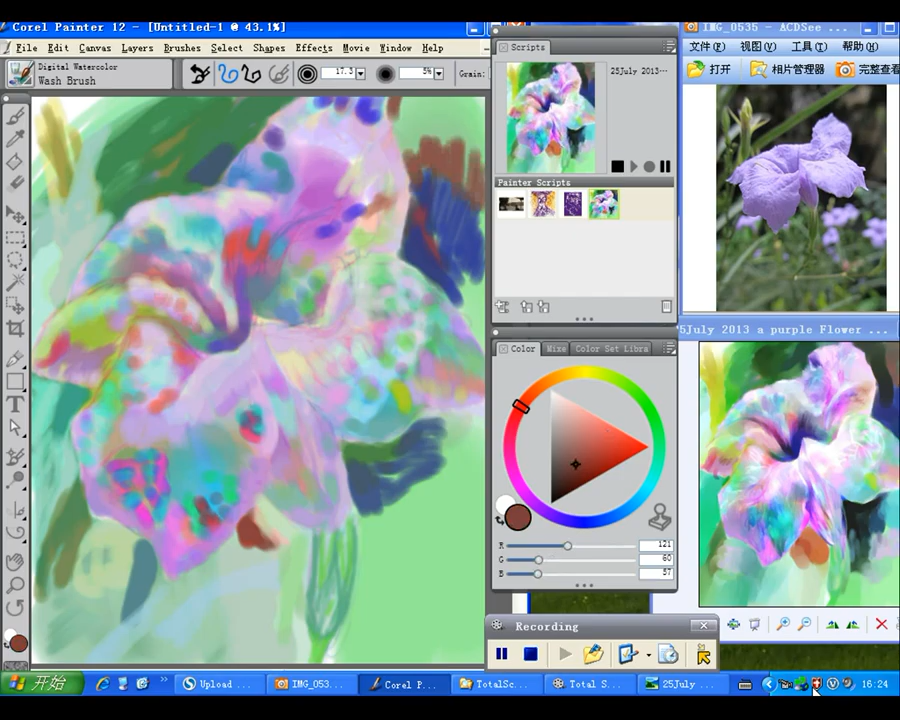 Corel Painter 12 - [Untitled-1 @ 43.1%]
File Edit Canvas Layers Brushes Select Shapes Effects Movie Window Help
Digital Watercolor
Wash Brush
17.3
5%
Grain:
Scripts
25July 2013...
Painter Scripts
Color Mixe Color Set Libra
R 121
G 60
B 57
IMG_0535 - ACDSee ...
文件(F) 视图(V) 工具(T) 帮助(H)
打开 相片管理器 完整查看
25July 2013 a purple Flower ...
Recording
开始
Upload ...
IMG_053...
Corel P...
TotalSc...
Total S...
25July ...
16:24